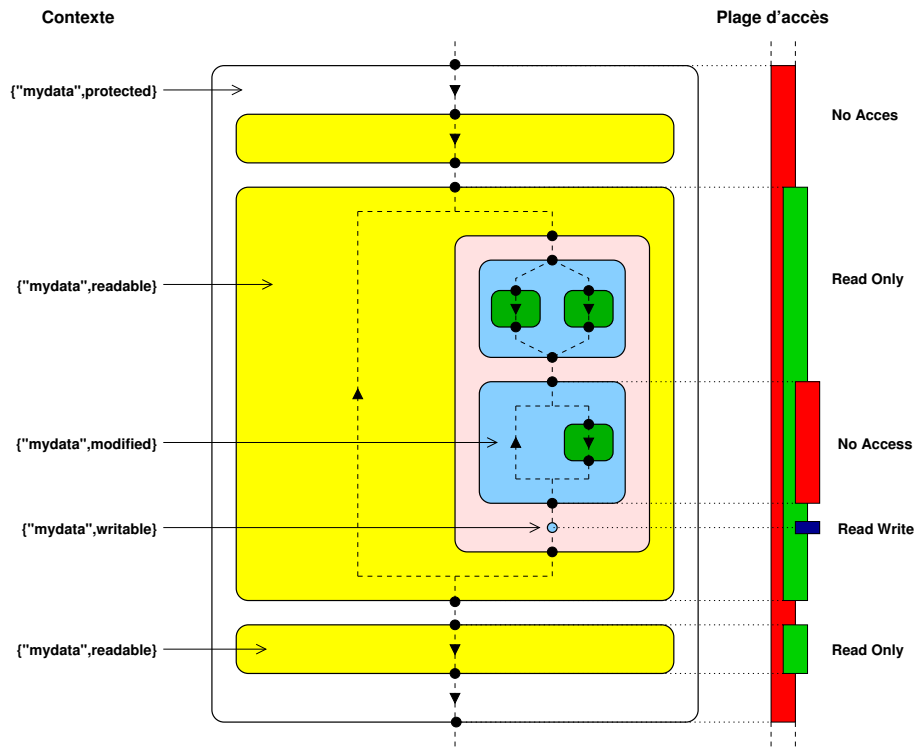 Contexte
Plage d'accès
{"mydata",protected}
No Acces
{"mydata",readable}
Read Only
{"mydata",modified}
No Access
{"mydata",writable}
Read Write
{"mydata",readable}
Read Only